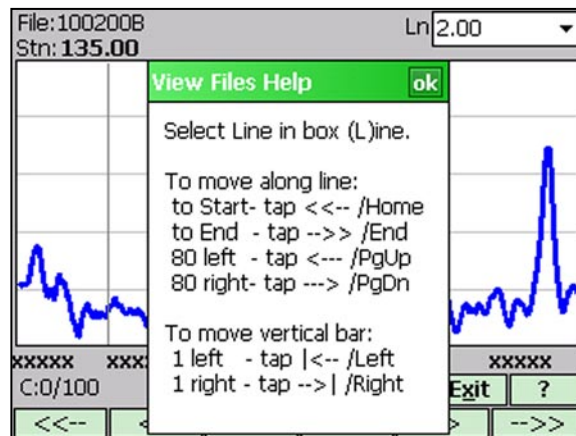 File:100200B Ln 2.00
Stn: 135.00
View Files Help ok
Select Line in box (L)ine.
To move along line:
to Start- tap <<-- /Home
to End - tap -->> /End
80 left - tap <--- /PgUp
80 right- tap ---> /PgDn
To move vertical bar:
1 left - tap |<-- /Left
1 right - tap -->| /Right
xxxxx xxx xxxxx
C:0/100 Exit ?
<<-- < > -->>